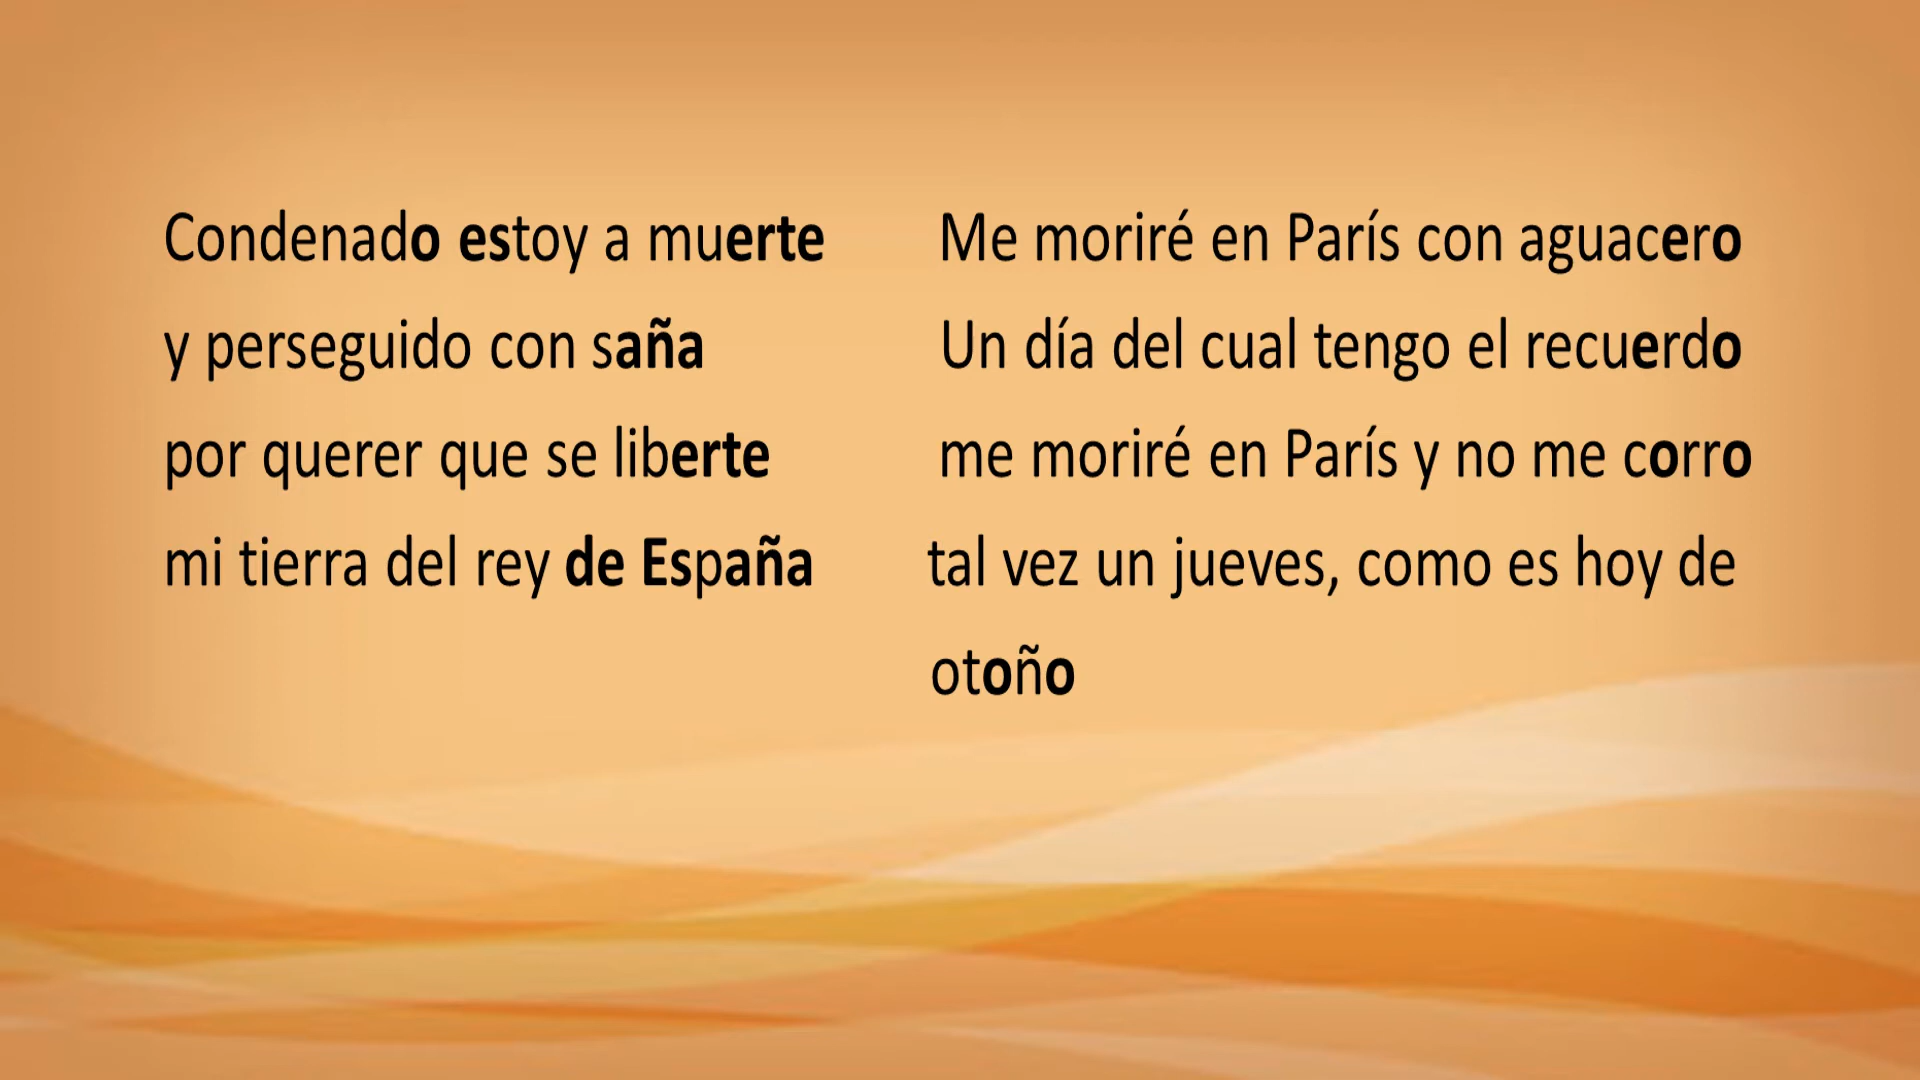 Condenado estoy a muerte
y perseguido con saña
por querer que se liberte
mi tierra del rey de España
Me moriré en París con aguacero
Un día del cual tengo el recuerdo
me moriré en París y no me corro
tal vez un jueves, como es hoy de
otoño